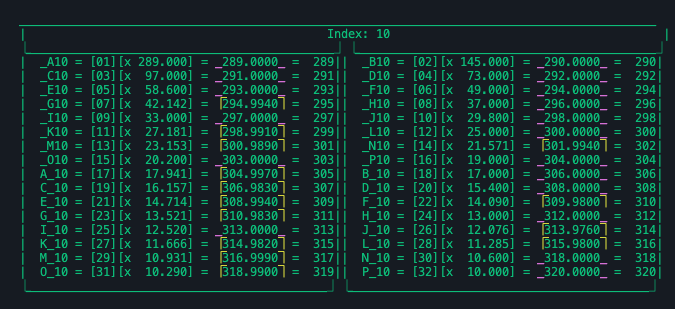 Index: 10
_A10 = [01][x 289.000] = _289.0000_ = 289|| _B10 = [02][x 145.000] = _290.0000_ = 290|
_C10 = [03][x 97.000] = _291.0000_ = 291|| _D10 = [04][x 73.000] = _292.0000_ = 292|
_E10 = [05][x 58.600] = _293.0000_ = 293|| _F10 = [06][x 49.000] = _294.0000_ = 294|
_G10 = [07][x 42.142] = ⌈294.9940⌉ = 295|| _H10 = [08][x 37.000] = _296.0000_ = 296|
_I10 = [09][x 33.000] = _297.0000_ = 297|| _J10 = [10][x 29.800] = _298.0000_ = 298|
_K10 = [11][x 27.181] = ⌈298.9910⌉ = 299|| _L10 = [12][x 25.000] = _300.0000_ = 300|
_M10 = [13][x 23.153] = ⌈300.9890⌉ = 301|| _N10 = [14][x 21.571] = ⌈301.9940⌉ = 302|
_O10 = [15][x 20.200] = _303.0000_ = 303|| _P10 = [16][x 19.000] = _304.0000_ = 304|
A_10 = [17][x 17.941] = ⌈304.9970⌉ = 305|| B_10 = [18][x 17.000] = _306.0000_ = 306|
C_10 = [19][x 16.157] = ⌈306.9830⌉ = 307|| D_10 = [20][x 15.400] = _308.0000_ = 308|
E_10 = [21][x 14.714] = ⌈308.9940⌉ = 309|| F_10 = [22][x 14.090] = ⌈309.9800⌉ = 310|
G_10 = [23][x 13.521] = ⌈310.9830⌉ = 311|| H_10 = [24][x 13.000] = _312.0000_ = 312|
I_10 = [25][x 12.520] = _313.0000_ = 313|| J_10 = [26][x 12.076] = ⌈313.9760⌉ = 314|
K_10 = [27][x 11.666] = ⌈314.9820⌉ = 315|| L_10 = [28][x 11.285] = ⌈315.9800⌉ = 316|
M_10 = [29][x 10.931] = ⌈316.9990⌉ = 317|| N_10 = [30][x 10.600] = _318.0000_ = 318|
O_10 = [31][x 10.290] = ⌈318.9900⌉ = 319|| P_10 = [32][x 10.000] = _320.0000_ = 320|